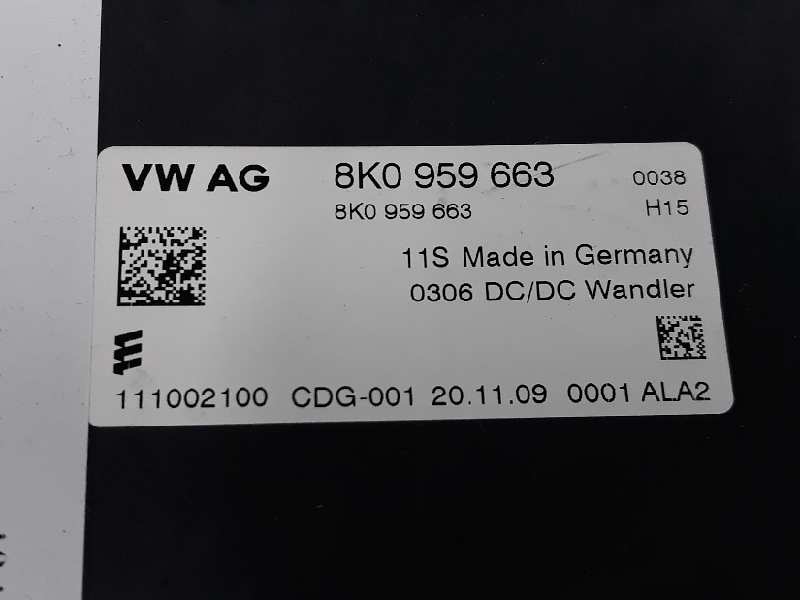 VW AG 8K0 959 663 0038
8K0 959 663 H15
11S Made in Germany
0306 DC/DC Wandler
111002100 CDG-001 20.11.09 0001 ALA2